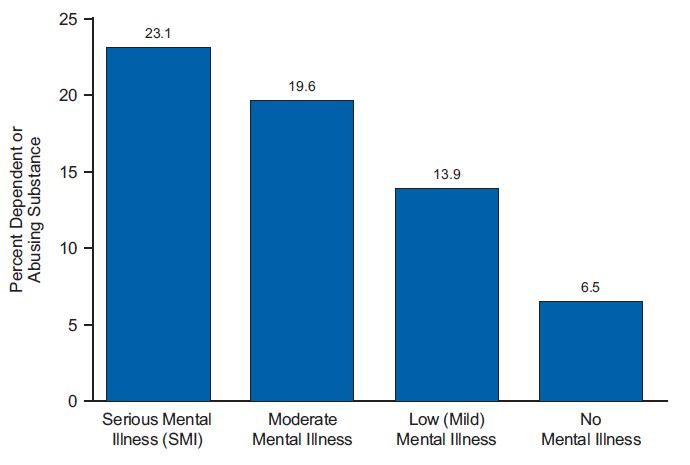 25
20
15
10
5
0
Percent Dependent or
Abusing Substance
23.1
19.6
13.9
6.5
Serious Mental
Illness (SMI)
Moderate
Mental Illness
Low (Mild)
Mental Illness
No
Mental Illness